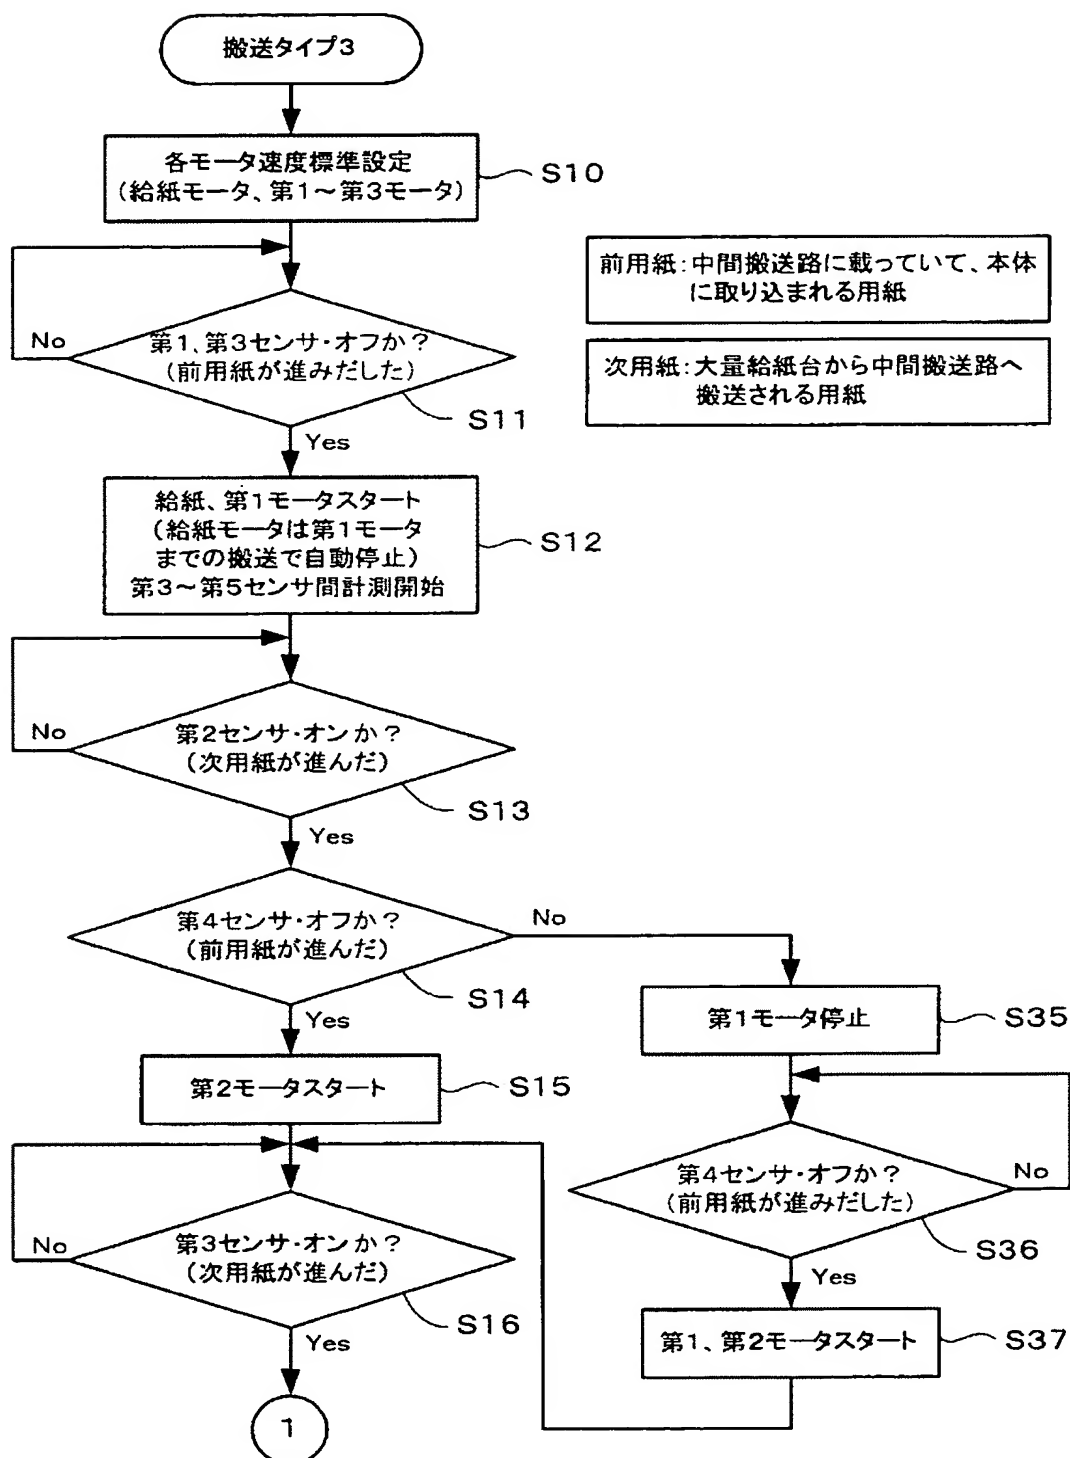 搬送タイプ3
各モータ速度標準設定
(給紙モータ、第1～第3モータ)
S10
前用紙:中間搬送路に載っていて、本体
に取り込まれる用紙
次用紙:大量給紙台から中間搬送路へ
搬送される用紙
No
第1、第3センサ・オフか?
(前用紙が進みだした)
S11
Yes
給紙、第1モータスタート
(給紙モータは第1モータ
までの搬送で自動停止)
第3～第5センサ間計測開始
S12
No
第2センサ・オンか?
(次用紙が進んだ)
S13
Yes
第4センサ・オフか?
(前用紙が進んだ)
No
S14
Yes
第1モータ停止
S35
第2モータスタート
S15
第4センサ・オフか?
(前用紙が進みだした)
No
S36
Yes
No
第3センサ・オンか?
(次用紙が進んだ)
S16
Yes
第1、第2モータスタート
S37
1